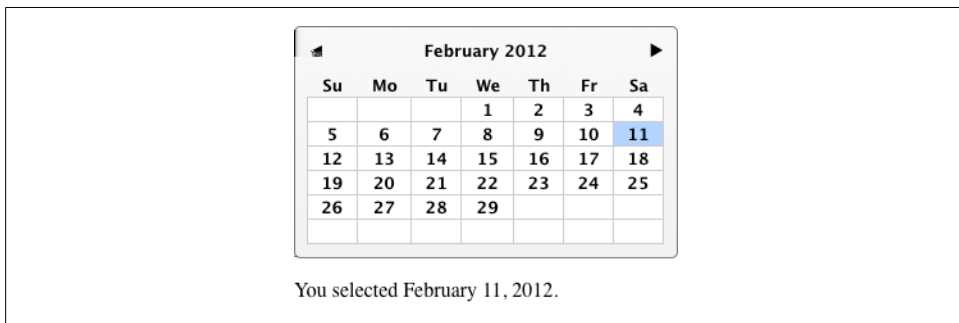 February 2012
Su Mo Tu We Th Fr Sa
1 2 3 4
5 6 7 8 9 10 11
12 13 14 15 16 17 18
19 20 21 22 23 24 25
26 27 28 29
You selected February 11, 2012.